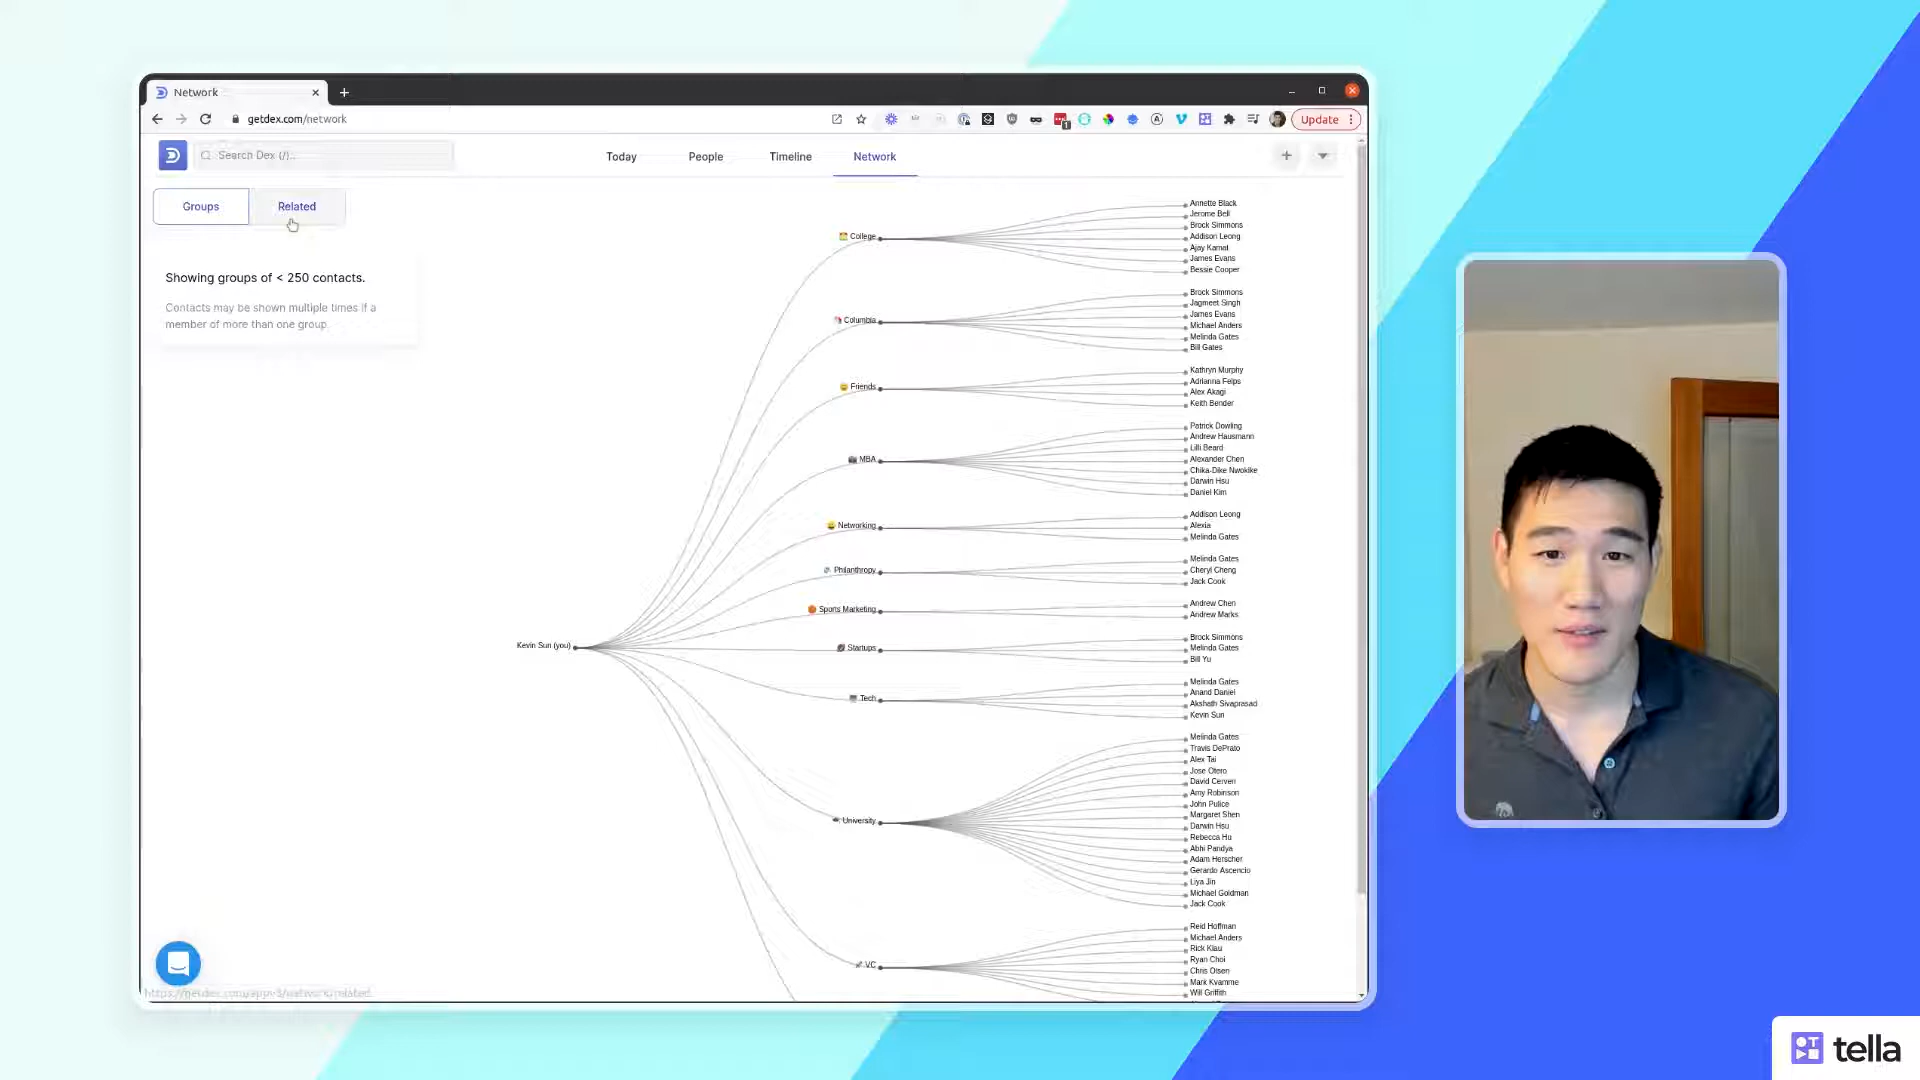 Network
getdex.com/network
Update
Search Dex (/)...
Today
People
Timeline
Network
Groups
Related
Showing groups of < 250 contacts.
Contacts may be shown multiple times if a
member of more than one group.
Kevin Sun (you)
College
Annette Black
Jerome Bell
Brock Simmons
Addison Leong
Ajay Kamat
James Evans
Bessie Cooper
Columbia
Brock Simmons
Jagmeet Singh
James Evans
Michael Anders
Melinda Gates
Bill Gates
Friends
Kathryn Murphy
Adrianna Felps
Alex Akagi
Keith Bender
MBA
Patrick Dowling
Andrew Hausmann
Lilli Beard
Alexander Chen
Chika-Dike Nwokike
Darwin Hsu
Daniel Kim
Networking
Addison Leong
Alexia
Melinda Gates
Philanthropy
Melinda Gates
Cheryl Cheng
Jack Cook
Sports Marketing
Andrew Chen
Andrew Marks
Startups
Brock Simmons
Melinda Gates
Bill Yu
Tech
Melinda Gates
Anand Daniel
Akshath Sivaprasad
Kevin Sun
University
Melinda Gates
Travis DePrato
Alex Tai
Jose Otero
David Cerven
Amy Robinson
John Pulice
Margaret Shen
Darwin Hsu
Rebecca Hu
Abhi Pandya
Adam Herscher
Gerardo Ascencio
Liya Jin
Michael Goldman
Jack Cook
VC
Reid Hoffman
Michael Anders
Rick Klau
Ryan Choi
Chris Olsen
Mark Kvamme
Will Griffith
tella